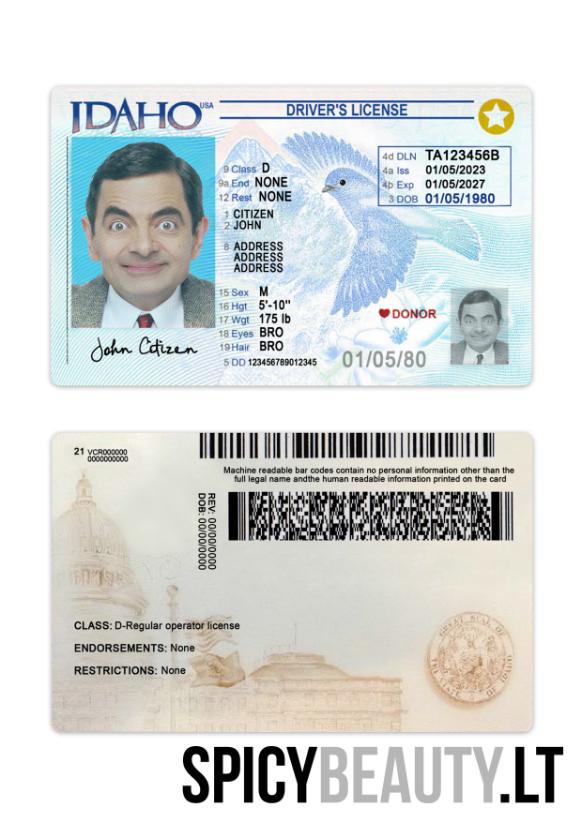 IDAHO USA
DRIVER'S LICENSE
4d DLN TA123456B
4a Iss 01/05/2023
4b Exp 01/05/2027
3 DOB 01/05/1980
9 Class D
9a End NONE
12 Rest NONE
1 CITIZEN
2 JOHN
8 ADDRESS
ADDRESS
ADDRESS
15 Sex M
16 Hgt 5'-10"
17 Wgt 175 lb
18 Eyes BRO
19 Hair BRO
5 DD 123456789012345
DONOR
01/05/80
John Citizen
21 VCR000000
0000000000
Machine readable bar codes contain no personal information other than the
full legal name andthe human readable information printed on the card
REV: 00/00/0000
DOB: 00/00/0000
CLASS: D-Regular operator license
ENDORSEMENTS: None
RESTRICTIONS: None
GREAT SEAL OF
THE STATE OF IDAHO
SPICYBEAUTY.LT